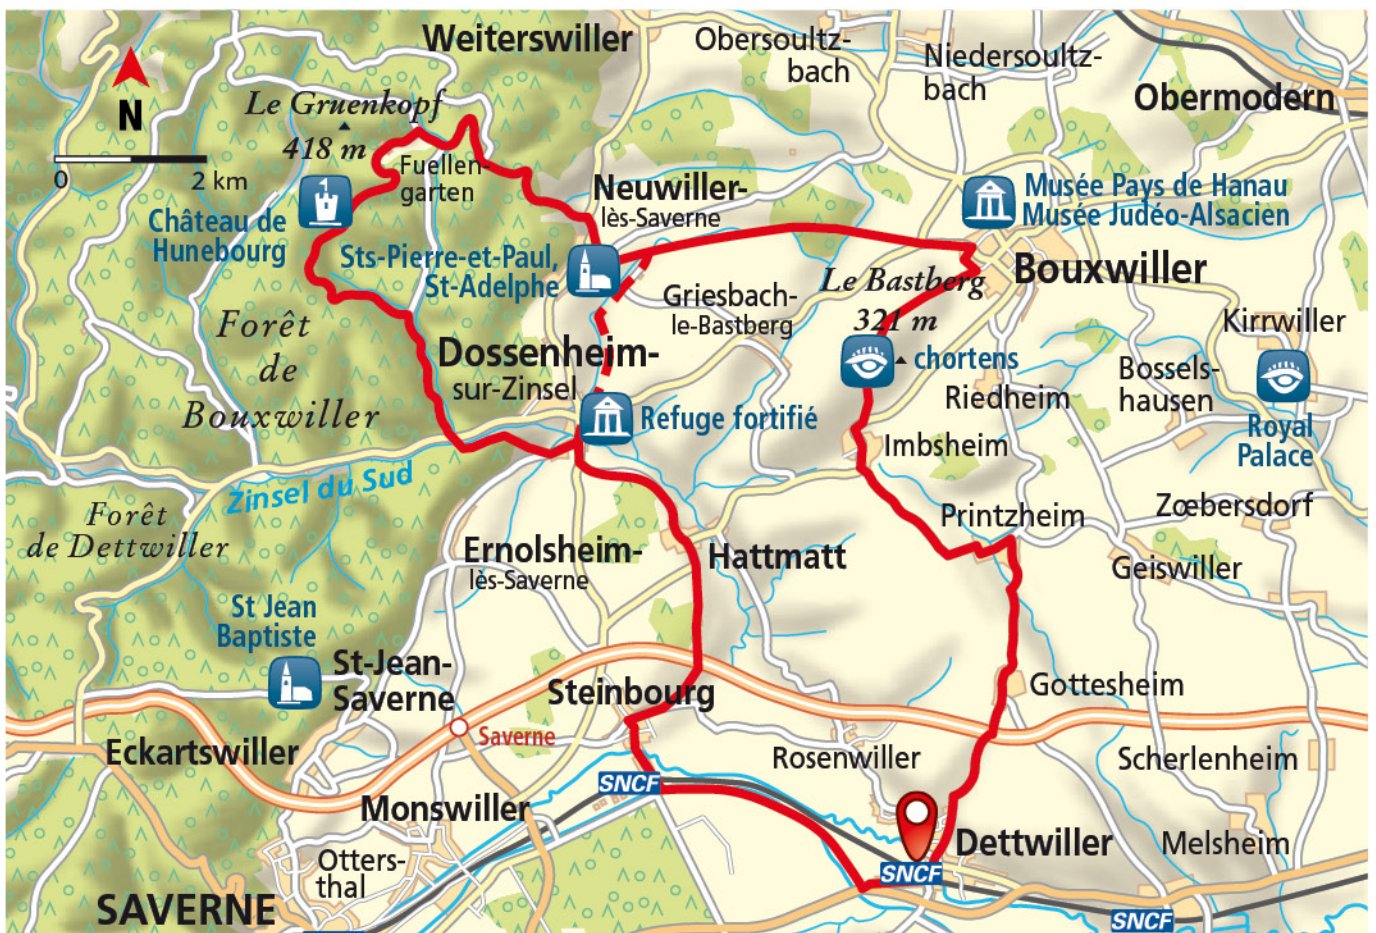 Weiterswiller
Obersoultz-
bach
Niedersoultz-
bach
Obermodern
N
Le Gruenkopf
418 m
0
2 km
Fuellen-
garten
Neuwiller-
lès-Saverne
Musée Pays de Hanau
Musée Judéo-Alsacien
Château de
Hunebourg
Sts-Pierre-et-Paul,
St-Adelphe
Bouxwiller
Le Bastberg
321 m
Griesbach-
le-Bastberg
Forêt
de
Bouxwiller
Dossenheim-
sur-Zinsel
chortens
Kirrwiller
Bossels-
hausen
Riedheim
Refuge fortifié
Royal
Palace
Imbsheim
Zinsel du Sud
Forêt
de Dettwiller
Printzheim
Zœbersdorf
Ernolsheim-
lès-Saverne
Hattmatt
Geiswiller
St Jean
Baptiste
St-Jean-
Saverne
Steinbourg
Gottesheim
Saverne
Eckartswiller
Rosenwiller
Scherlenheim
SNCF
Monswiller
Dettwiller
Melsheim
Otters-
thal
SNCF
SAVERNE
SNCF